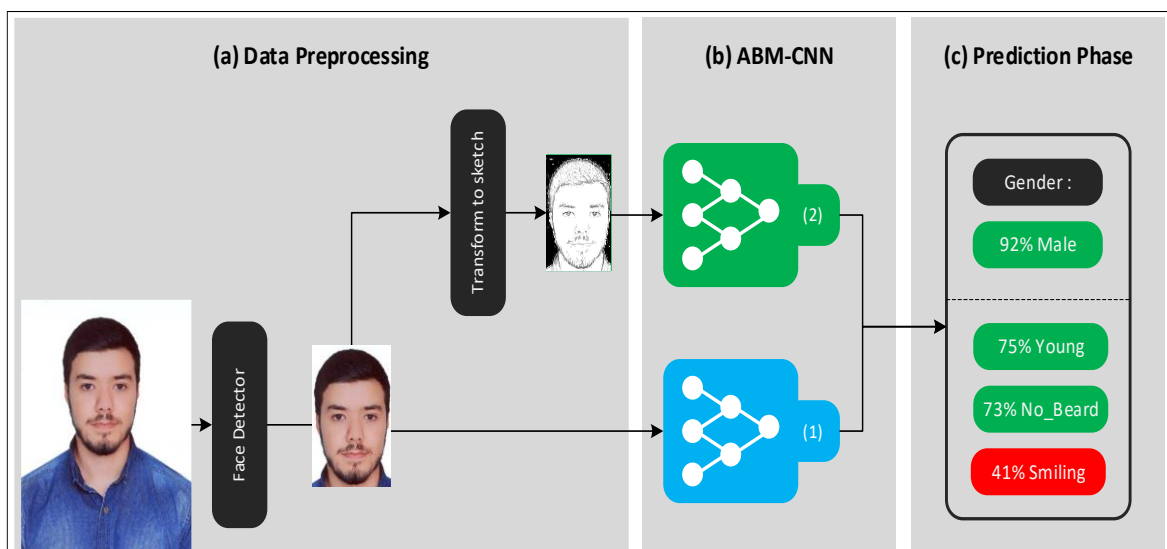 (a) Data Preprocessing
(b) ABM-CNN
(c) Prediction Phase
Transform to sketch
Face Detector
(2)
(1)
Gender :
92% Male
75% Young
73% No_Beard
41% Smiling